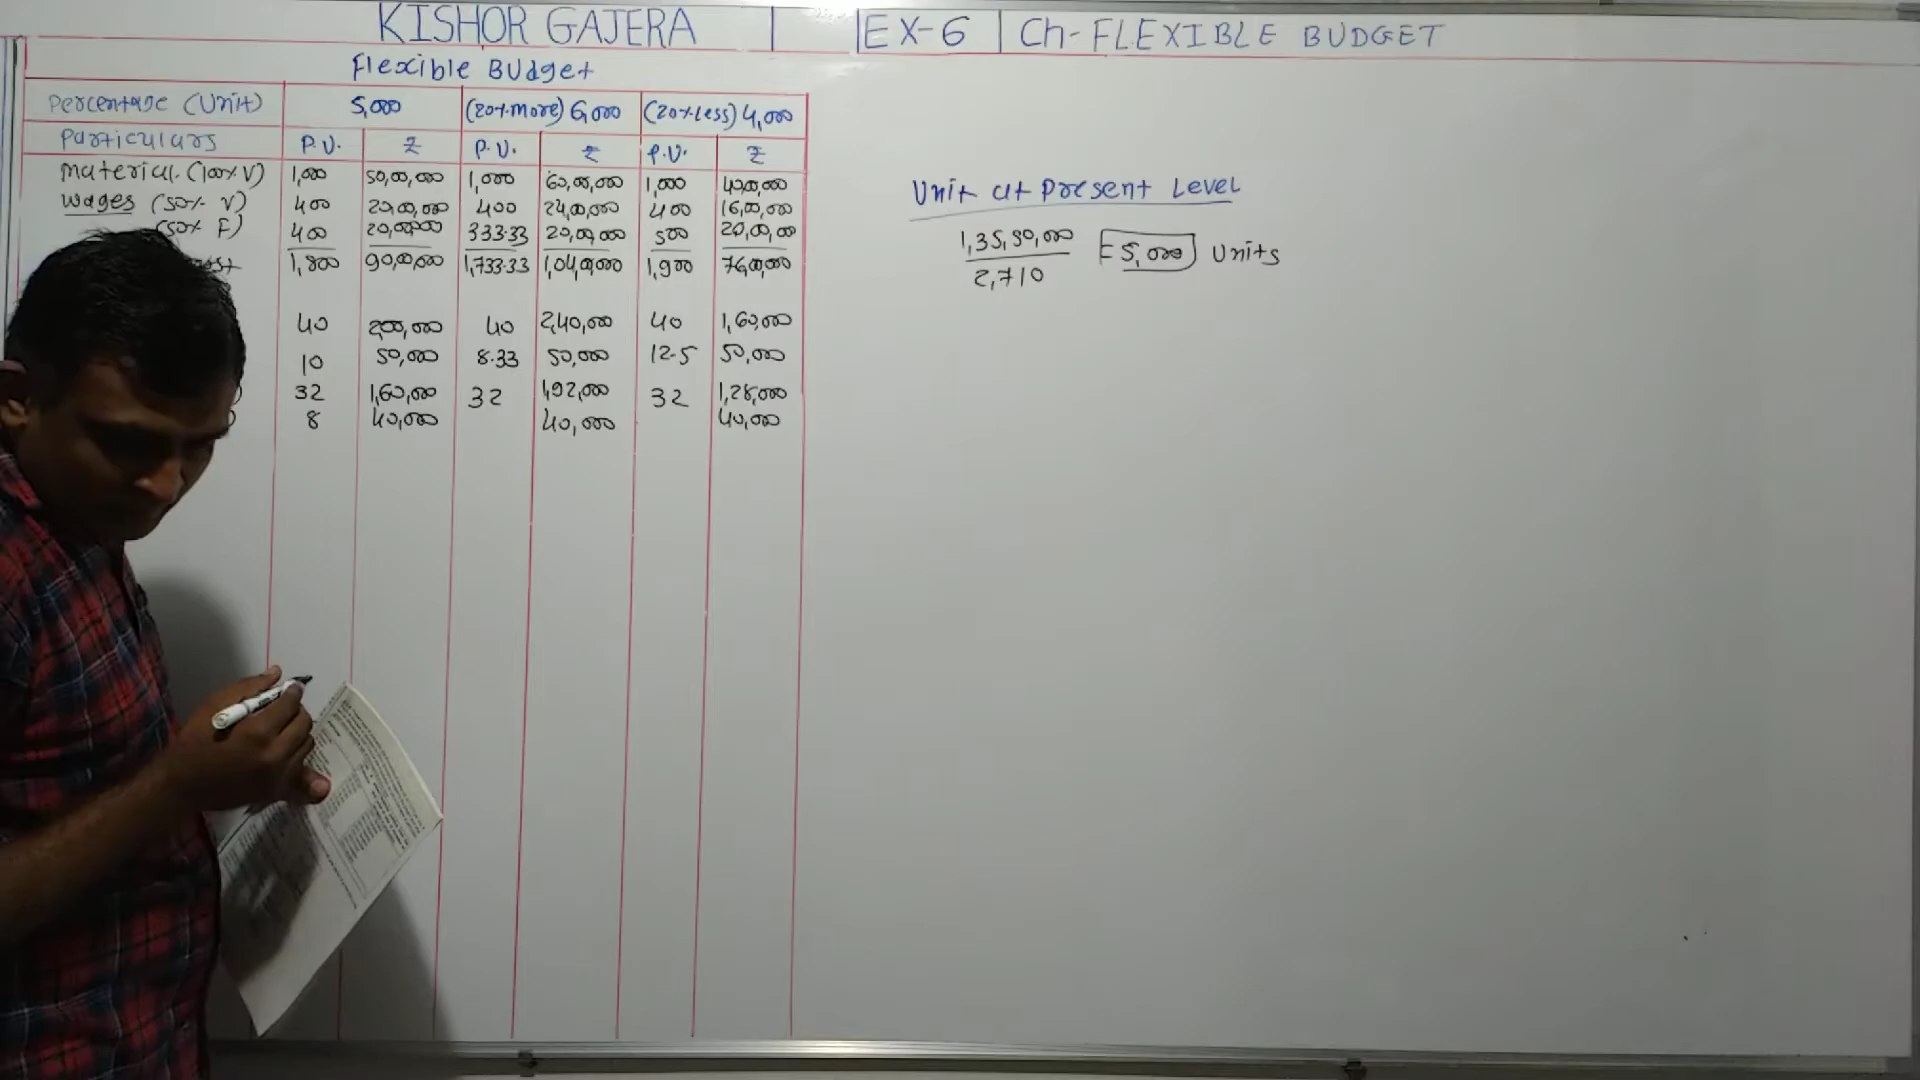 KISHOR GAJERA EX-6 Ch-FLEXIBLE BUDGET
Flexible Budget
Percentage (Unit) 5,000 (20% more) 6,000 (20% Less) 4,000
Particulars P.U. ₹ P.U. ₹ P.U. ₹
Material (100% V) 1,000 50,00,000 1,000 60,00,000 1,000 40,00,000
Wages (50% V) 400 20,00,000 400 24,00,000 400 16,00,000
(50% F) 400 20,00,000 333.33 20,00,000 500 20,00,000
1,800 90,00,000 1,733.33 1,04,00,000 1,900 76,00,000
40 200,000 40 2,40,000 40 1,60,000
10 50,000 8.33 50,000 12.5 50,000
32 1,60,000 32 1,92,000 32 1,28,000
8 40,000 40,000 40,000
Unit at Present Level
1,35,50,000
2,710
= 5,000 Units